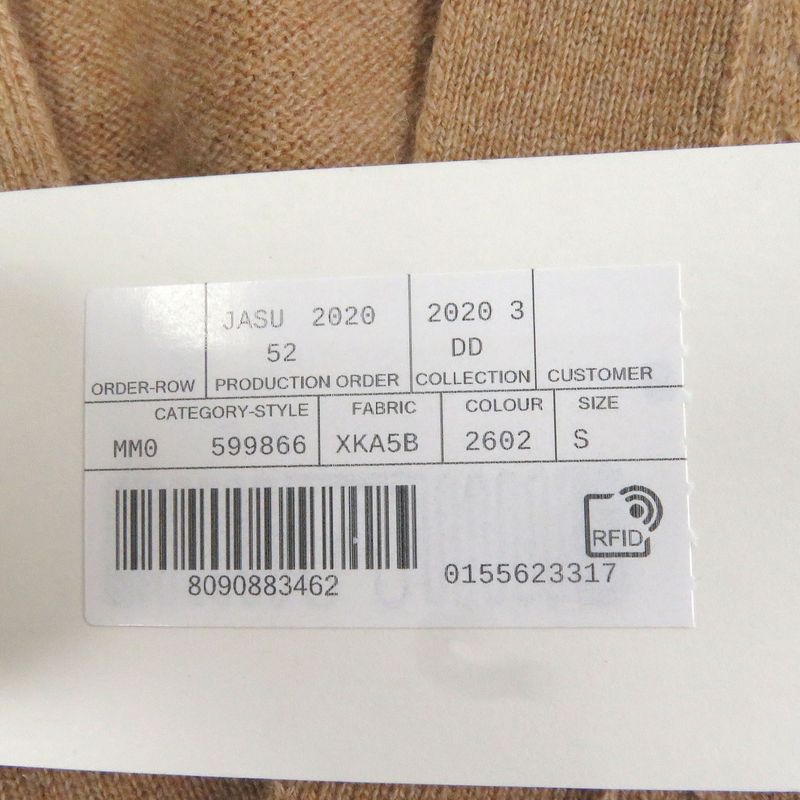 JASU 2020 2020 3
52 DD
ORDER-ROW PRODUCTION ORDER COLLECTION CUSTOMER
CATEGORY-STYLE FABRIC COLOUR SIZE
MM0 599866 XKA5B 2602 S
RFID
8090883462 0155623317